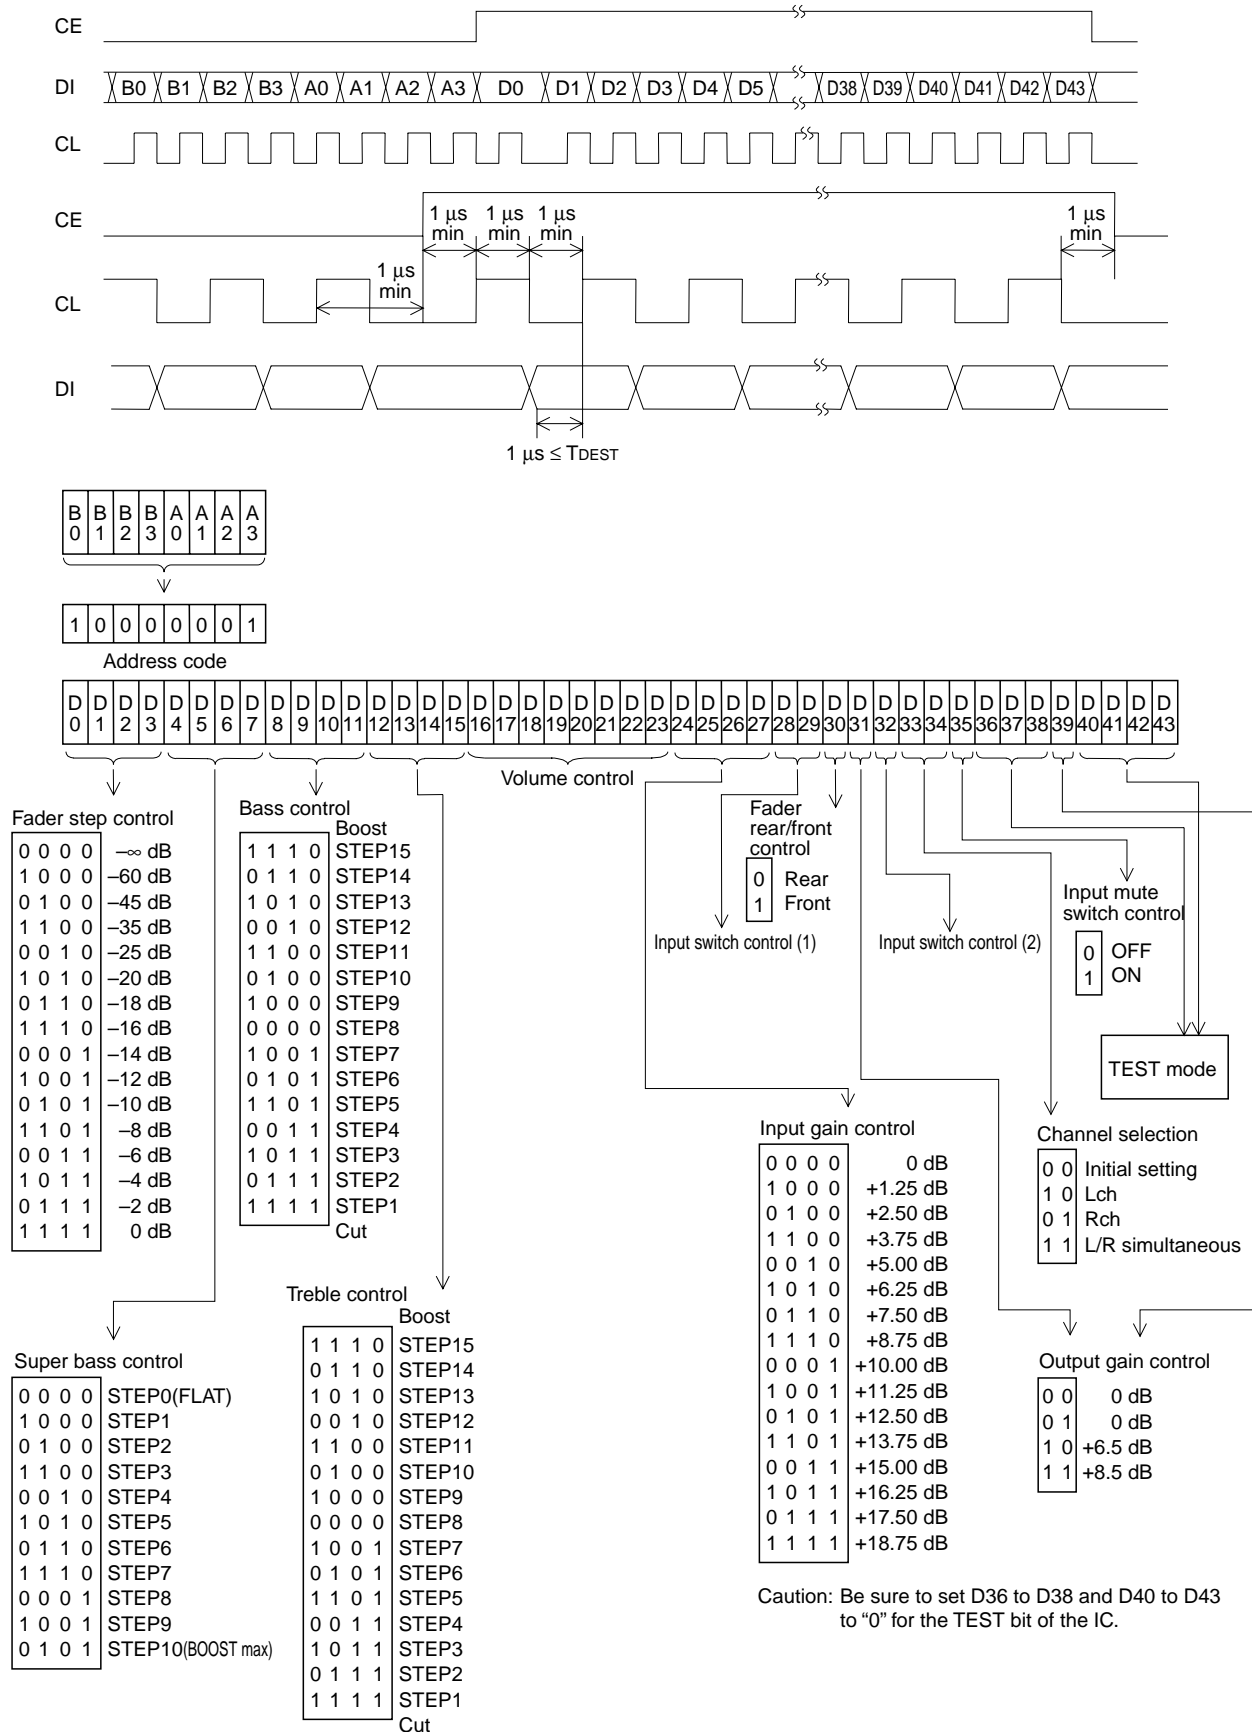 CE
DI B0 B1 B2 B3 A0 A1 A2 A3 D0 D1 D2 D3 D4 D5 D38 D39 D40 D41 D42 D43
CL
CE
1 μs min
1 μs min
1 μs min
1 μs min
1 μs min
CL
DI
1 μs ≤ TDEST
B0 B1 B2 B3 A0 A1 A2 A3
1 0 0 0 0 0 0 1
Address code
D0 D1 D2 D3 D4 D5 D6 D7 D8 D9 D10 D11 D12 D13 D14 D15 D16 D17 D18 D19 D20 D21 D22 D23 D24 D25 D26 D27 D28 D29 D30 D31 D32 D33 D34 D35 D36 D37 D38 D39 D40 D41 D42 D43
Volume control
Fader step control
0 0 0 0 –∞ dB
1 0 0 0 –60 dB
0 1 0 0 –45 dB
1 1 0 0 –35 dB
0 0 1 0 –25 dB
1 0 1 0 –20 dB
0 1 1 0 –18 dB
1 1 1 0 –16 dB
0 0 0 1 –14 dB
1 0 0 1 –12 dB
0 1 0 1 –10 dB
1 1 0 1 –8 dB
0 0 1 1 –6 dB
1 0 1 1 –4 dB
0 1 1 1 –2 dB
1 1 1 1 0 dB
Bass control
Boost
1 1 1 0 STEP15
0 1 1 0 STEP14
1 0 1 0 STEP13
0 0 1 0 STEP12
1 1 0 0 STEP11
0 1 0 0 STEP10
1 0 0 0 STEP9
0 0 0 0 STEP8
1 0 0 1 STEP7
0 1 0 1 STEP6
1 1 0 1 STEP5
0 0 1 1 STEP4
1 0 1 1 STEP3
0 1 1 1 STEP2
1 1 1 1 STEP1
Cut
Fader
rear/front
control
0 Rear
1 Front
Input switch control (1)
Input switch control (2)
Input mute
switch control
0 OFF
1 ON
TEST mode
Super bass control
0 0 0 0 STEP0(FLAT)
1 0 0 0 STEP1
0 1 0 0 STEP2
1 1 0 0 STEP3
0 0 1 0 STEP4
1 0 1 0 STEP5
0 1 1 0 STEP6
1 1 1 0 STEP7
0 0 0 1 STEP8
1 0 0 1 STEP9
0 1 0 1 STEP10(BOOST max)
Treble control
Boost
1 1 1 0 STEP15
0 1 1 0 STEP14
1 0 1 0 STEP13
0 0 1 0 STEP12
1 1 0 0 STEP11
0 1 0 0 STEP10
1 0 0 0 STEP9
0 0 0 0 STEP8
1 0 0 1 STEP7
0 1 0 1 STEP6
1 1 0 1 STEP5
0 0 1 1 STEP4
1 0 1 1 STEP3
0 1 1 1 STEP2
1 1 1 1 STEP1
Cut
Input gain control
0 0 0 0 0 dB
1 0 0 0 +1.25 dB
0 1 0 0 +2.50 dB
1 1 0 0 +3.75 dB
0 0 1 0 +5.00 dB
1 0 1 0 +6.25 dB
0 1 1 0 +7.50 dB
1 1 1 0 +8.75 dB
0 0 0 1 +10.00 dB
1 0 0 1 +11.25 dB
0 1 0 1 +12.50 dB
1 1 0 1 +13.75 dB
0 0 1 1 +15.00 dB
1 0 1 1 +16.25 dB
0 1 1 1 +17.50 dB
1 1 1 1 +18.75 dB
Channel selection
0 0 Initial setting
1 0 Lch
0 1 Rch
1 1 L/R simultaneous
Output gain control
0 0 0 dB
0 1 0 dB
1 0 +6.5 dB
1 1 +8.5 dB
Caution: Be sure to set D36 to D38 and D40 to D43
to “0” for the TEST bit of the IC.